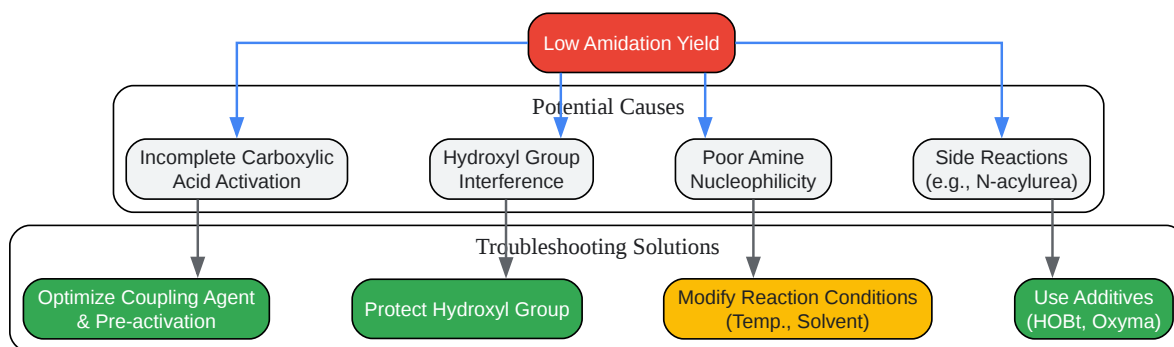 Low Amidation Yield
Potential Causes
Incomplete Carboxylic
Acid Activation
Hydroxyl Group
Interference
Poor Amine
Nucleophilicity
Side Reactions
(e.g., N-acylurea)
Troubleshooting Solutions
Optimize Coupling Agent
& Pre-activation
Protect Hydroxyl Group
Modify Reaction Conditions
(Temp., Solvent)
Use Additives
(HOBt, Oxyma)